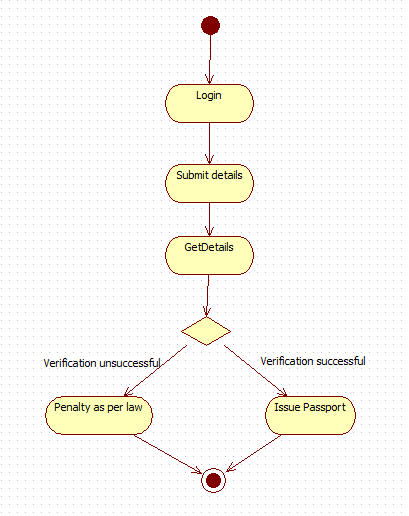 Login
Submit details
GetDetails
Verification unsuccessful
Verification successful
Penalty as per law
Issue Passport